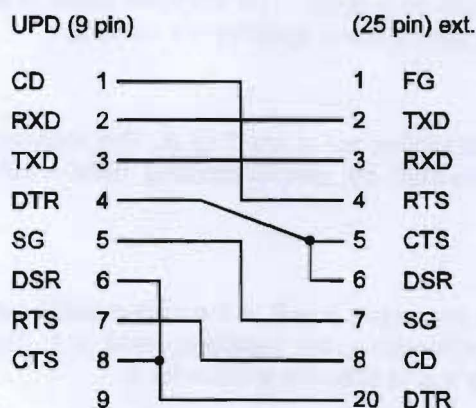 UPD (9 pin) (25 pin) ext.
CD 1 1 FG
RXD 2 2 TXD
TXD 3 3 RXD
DTR 4 4 RTS
SG 5 5 CTS
DSR 6 6 DSR
RTS 7 7 SG
CTS 8 8 CD
9 20 DTR